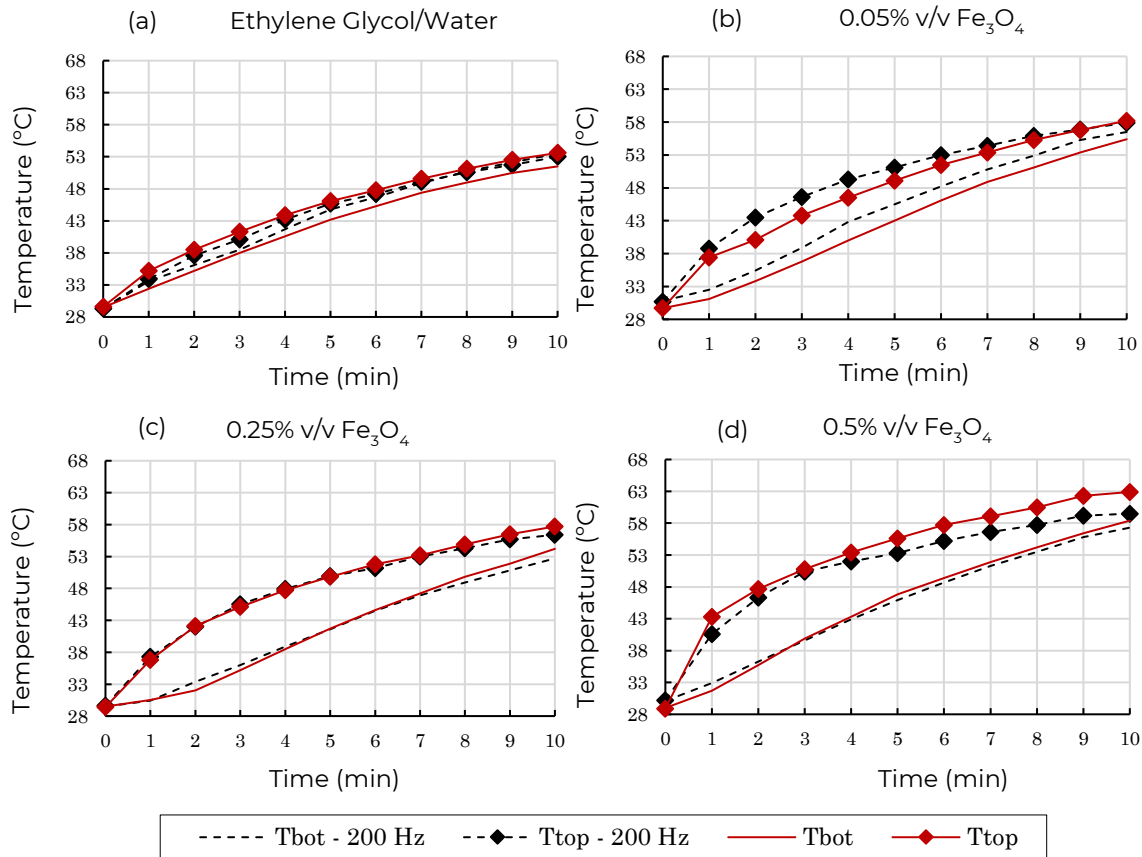 (a) Ethylene Glycol/Water
68
63
58
53
48
43
38
33
28
Temperature (°C)
0 1 2 3 4 5 6 7 8 9 10
Time (min)
(b) 0.05% v/v Fe₃O₄
68
63
58
53
48
43
38
33
28
Temperature (°C)
0 1 2 3 4 5 6 7 8 9 10
Time (min)
(c) 0.25% v/v Fe₃O₄
68
63
58
53
48
43
38
33
28
Temperature (°C)
0 1 2 3 4 5 6 7 8 9 10
Time (min)
(d) 0.5% v/v Fe₃O₄
68
63
58
53
48
43
38
33
28
Temperature (°C)
0 1 2 3 4 5 6 7 8 9 10
Time (min)
Tbot - 200 Hz Ttop - 200 Hz Tbot Ttop